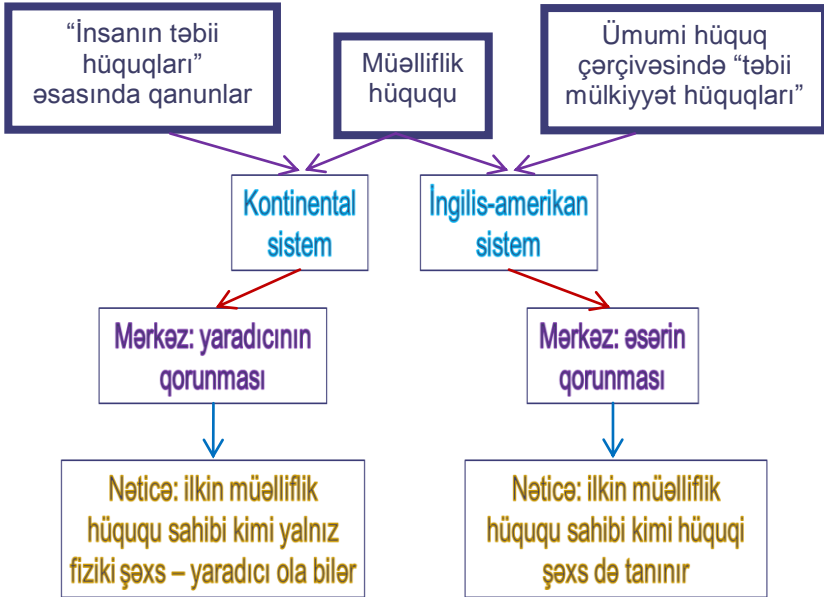 “İnsanın təbii
hüquqları”
əsasında qanunlar
Müəlliflik
hüququ
Ümumi hüquq
çərçivəsində “təbii
mülkiyyət hüquqları”
Kontinental
sistem
İngilis-amerikan
sistem
Mərkəz: yaradıcının
qorunması
Mərkəz: əsərin
qorunması
Nəticə: ilkin müəlliflik
hüququ sahibi kimi yalnız
fiziki şəxs – yaradıcı ola bilər
Nəticə: ilkin müəlliflik
hüququ sahibi kimi hüquqi
şəxs də tanınır